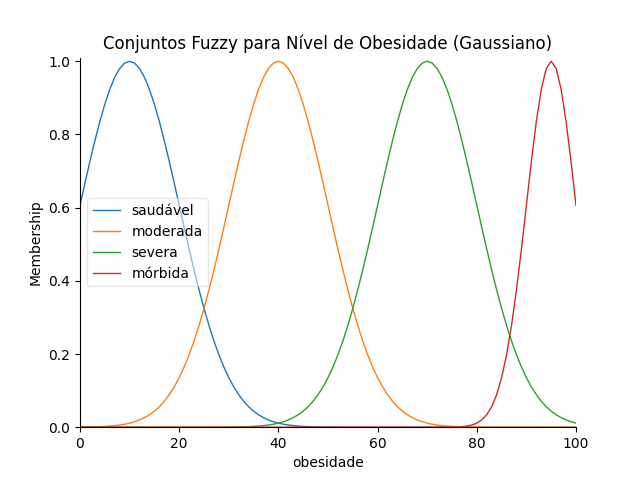 Conjuntos Fuzzy para Nível de Obesidade (Gaussiano)
1.0
0.8
0.6
0.4
0.2
0.0
Membership
saudável
moderada
severa
mórbida
0 20 40 60 80 100
obesidade